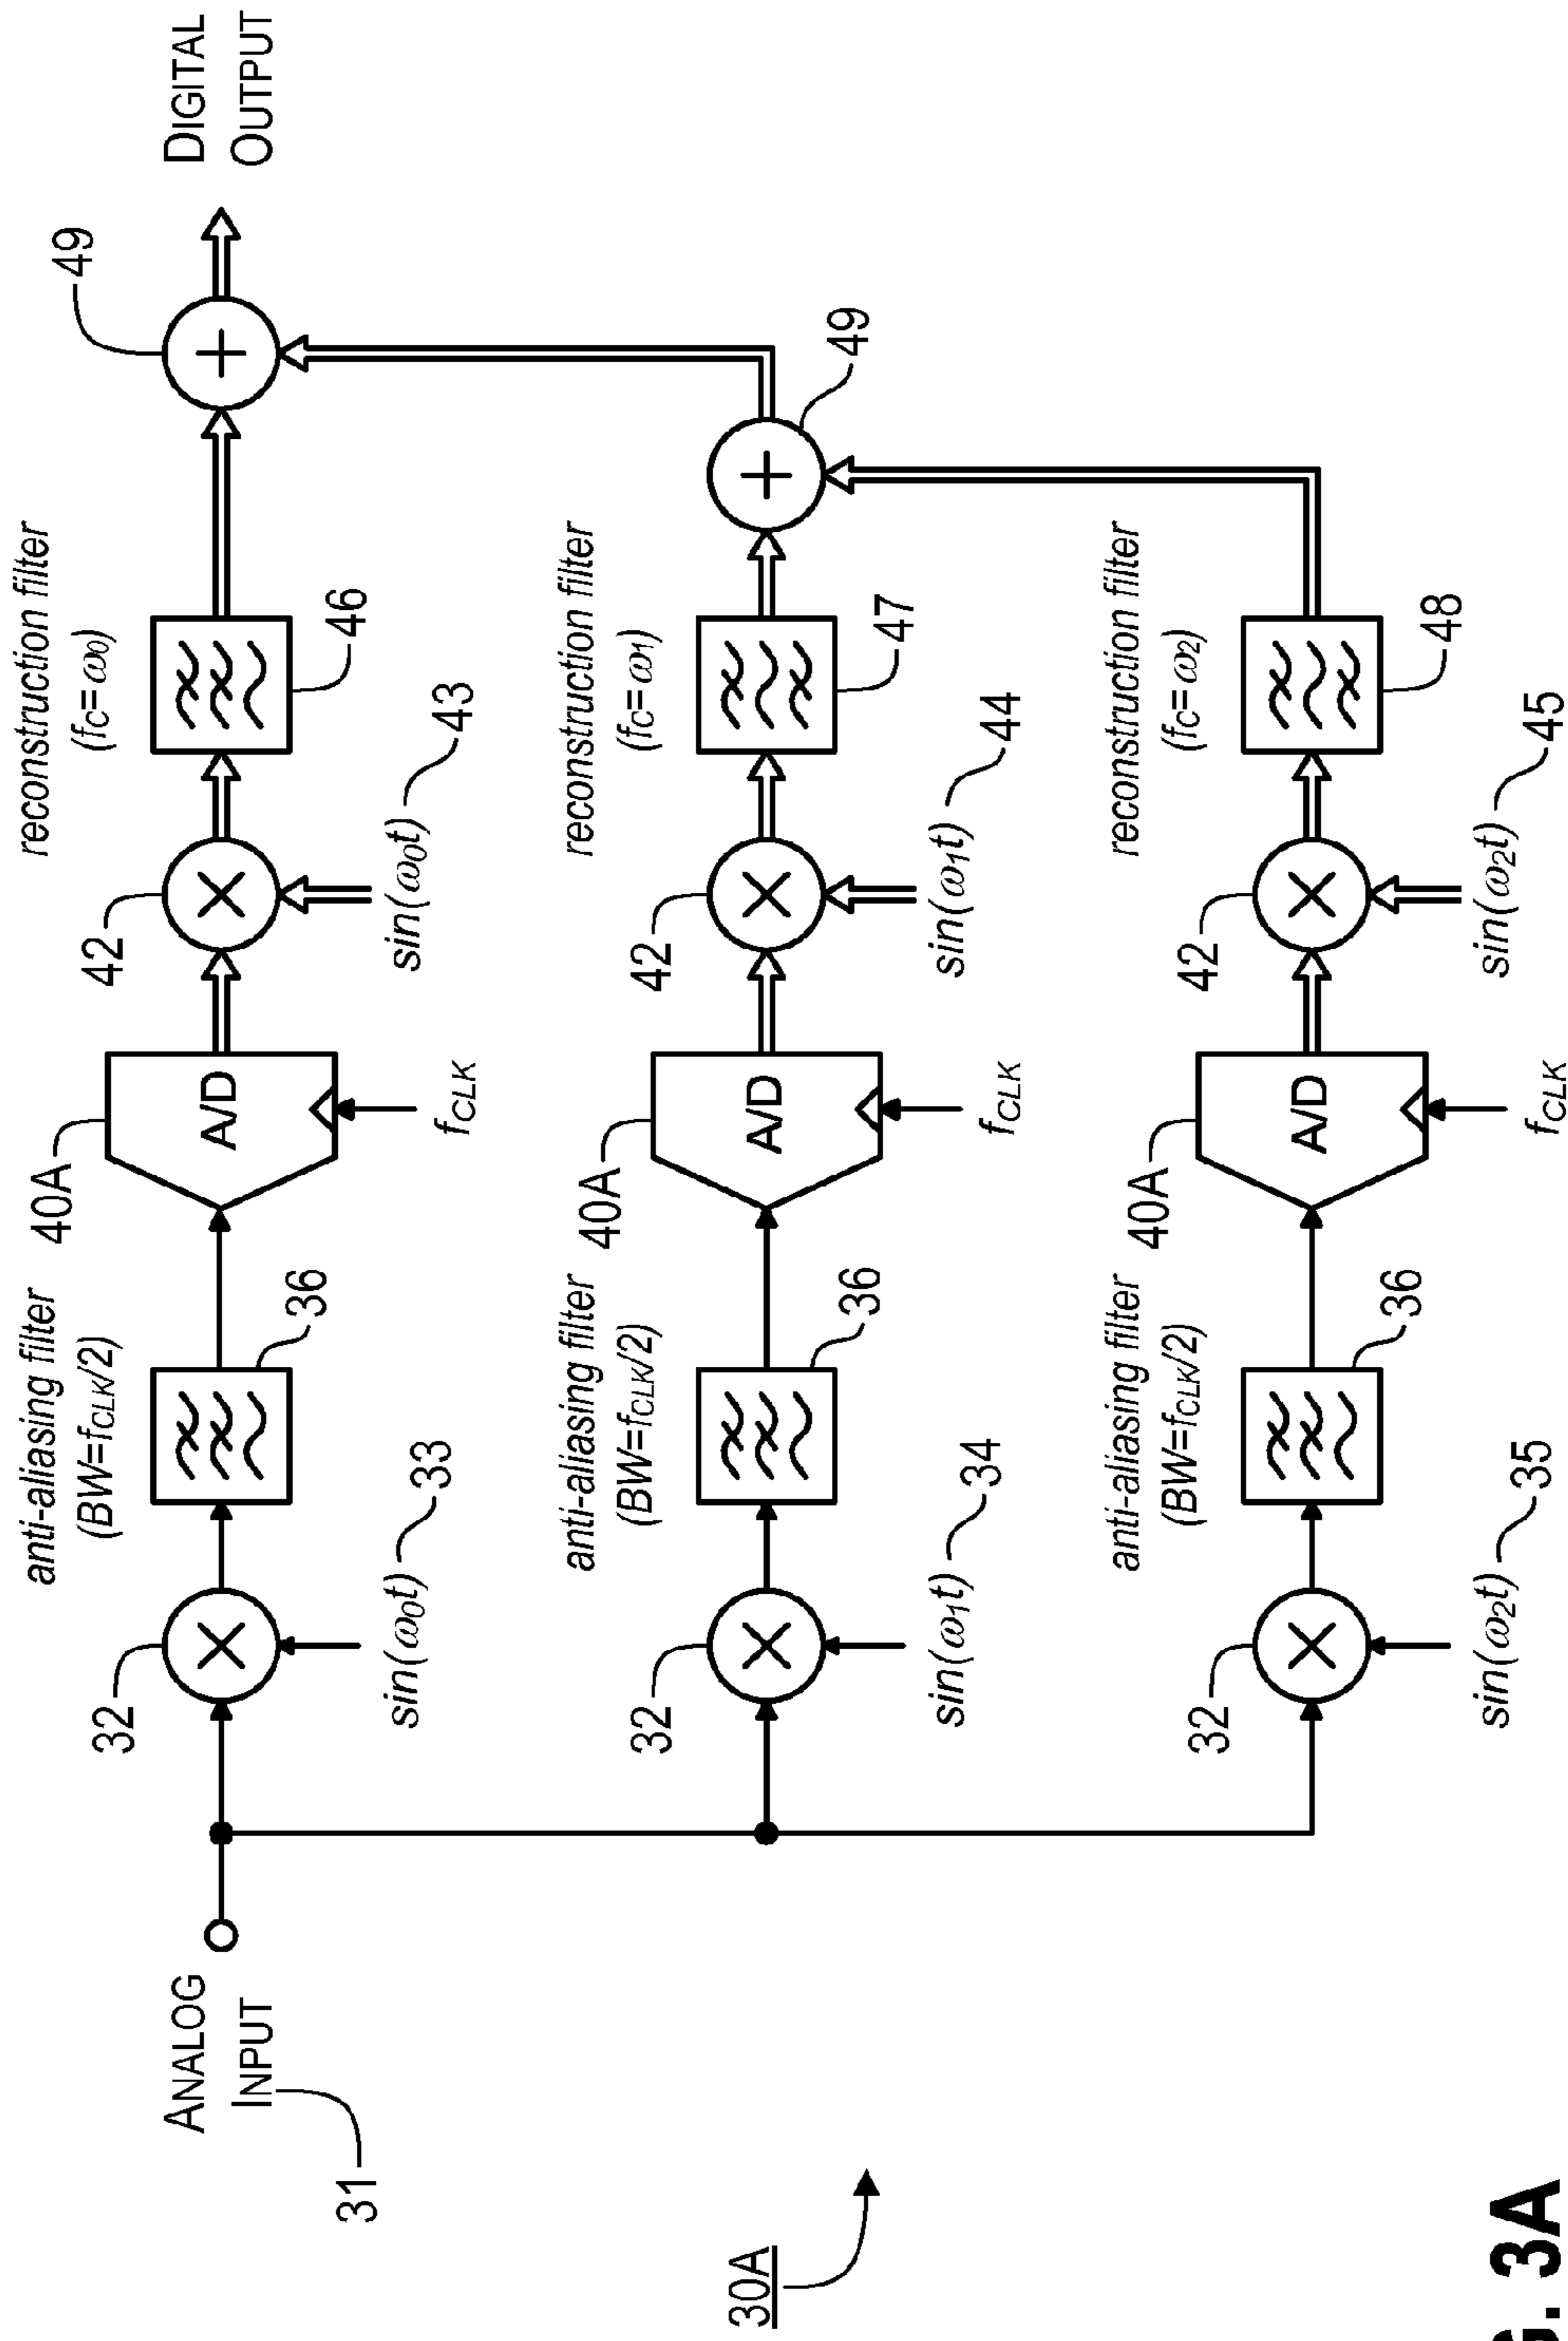 ANALOG
INPUT
31
30A
32
sin(ω0t)
33
anti-aliasing filter
(BW=fCLK/2)
36
40A
A/D
fCLK
42
sin(ω0t)
43
reconstruction filter
(fC=ω0)
46
49
DIGITAL
OUTPUT
32
sin(ω1t)
34
anti-aliasing filter
(BW=fCLK/2)
36
40A
A/D
fCLK
42
sin(ω1t)
44
reconstruction filter
(fC=ω1)
47
49
32
sin(ω2t)
35
anti-aliasing filter
(BW=fCLK/2)
36
40A
A/D
fCLK
42
sin(ω2t)
45
reconstruction filter
(fC=ω2)
48
G. 3A